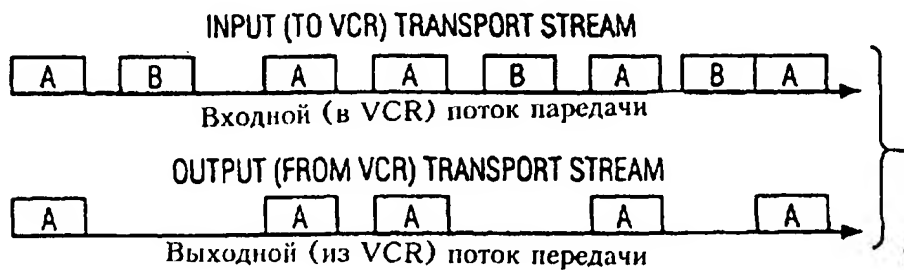 INPUT (TO VCR) TRANSPORT STREAM
A B A A B A B A
Входной (в VCR) поток паредачи
OUTPUT (FROM VCR) TRANSPORT STREAM
A A A A A
Выходной (из VCR) поток передачи